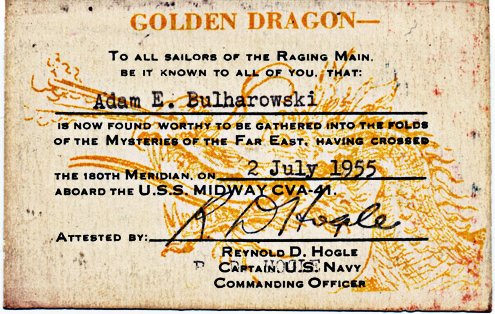 GOLDEN DRAGON—
TO ALL SAILORS OF THE RAGING MAIN,
BE IT KNOWN TO ALL OF YOU, THAT:
Adam E. Bulharowski
IS NOW FOUND WORTHY TO BE GATHERED INTO THE FOLDS
OF THE MYSTERIES OF THE FAR EAST, HAVING CROSSED
THE 180TH MERIDIAN, ON 2 July 1955
ABOARD THE U.S.S. MIDWAY CVA-41.
ATTESTED BY: R D Hogle
REYNOLD D. HOGLE
CAPTAIN, U.S. NAVY
COMMANDING OFFICER